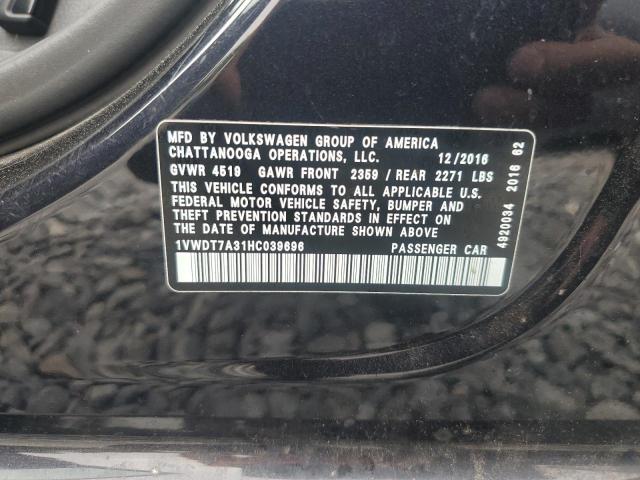 MFD BY VOLKSWAGEN GROUP OF AMERICA
CHATTANOOGA OPERATIONS, LLC. 12/2016
GVWR 4519 GAWR FRONT 2359 / REAR 2271 LBS
THIS VEHICLE CONFORMS TO ALL APPLICABLE U.S.
FEDERAL MOTOR VEHICLE SAFETY, BUMPER AND
THEFT PREVENTION STANDARDS IN EFFECT ON
THE DATE OF MANUFACTURE SHOWN ABOVE
1VWDT7A31HC039696 PASSENGER CAR
4920034 2016 62